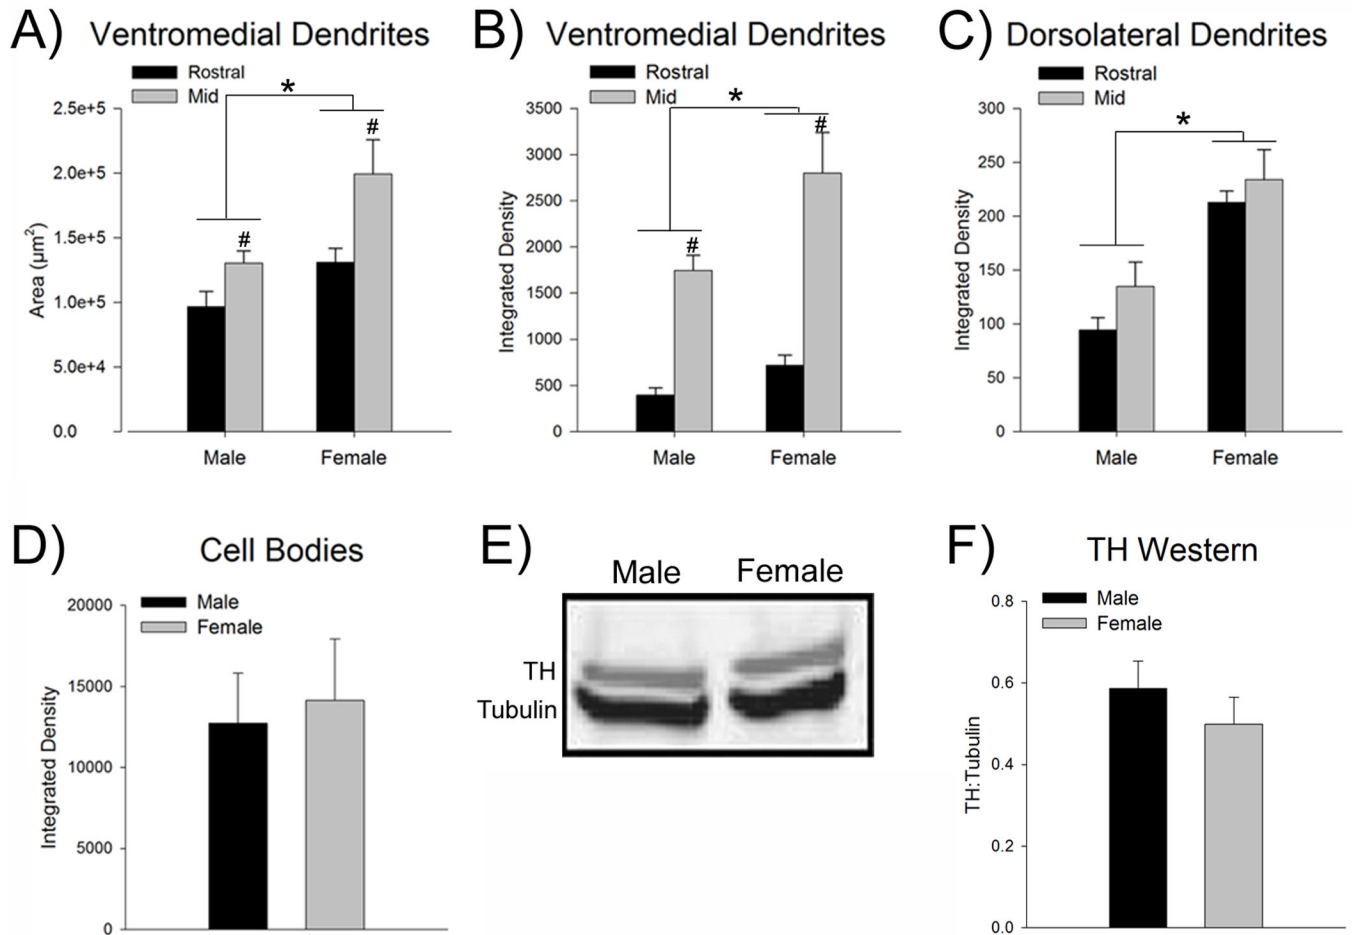 A) Ventromedial Dendrites
Rostral
Mid
*
#
#
2.5e+5
2.0e+5
1.5e+5
1.0e+5
5.0e+4
0.0
Area (µm²)
Male Female
B) Ventromedial Dendrites
Rostral
Mid
*
#
#
3500
3000
2500
2000
1500
1000
500
0
Integrated Density
Male Female
C) Dorsolateral Dendrites
Rostral
Mid
*
300
250
200
150
100
50
0
Integrated Density
Male Female
D) Cell Bodies
Male
Female
20000
15000
10000
5000
0
Integrated Density
E)
Male Female
TH
Tubulin
F) TH Western
Male
Female
0.8
0.6
0.4
0.2
0.0
TH:Tubulin